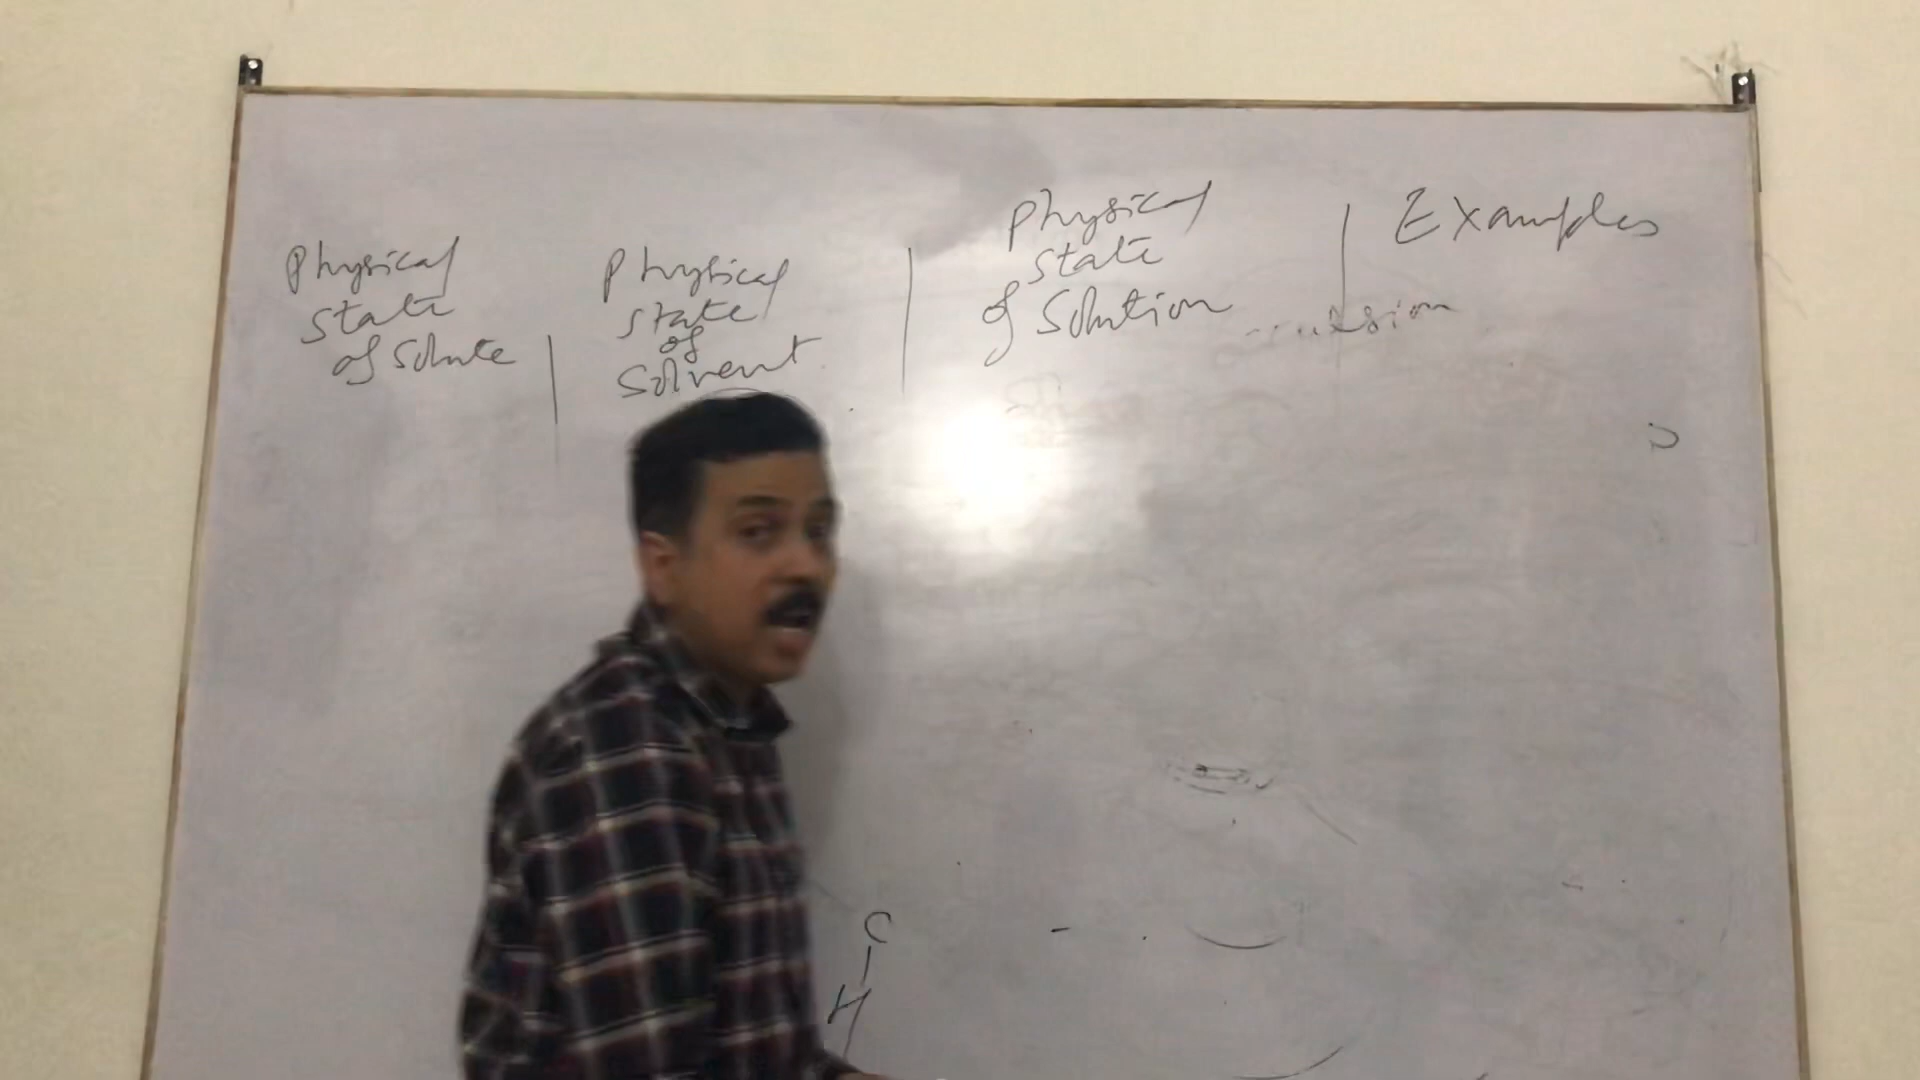 Physical
state
of Solute
Physical
state
of
Solvent
Physical
state
of Solution
Examples
C
H